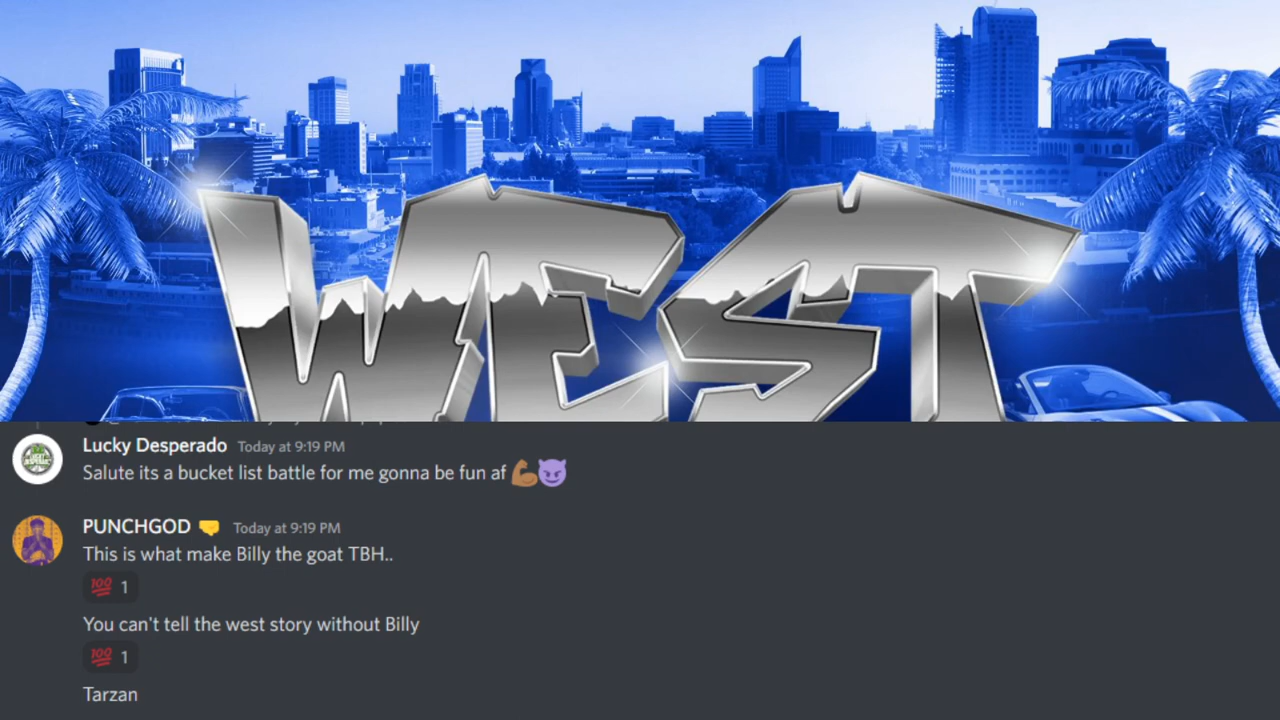 WEST
Lucky Desperado Today at 9:19 PM
Salute its a bucket list battle for me gonna be fun af 💪🏾😈
PUNCHGOD 🤜 Today at 9:19 PM
This is what make Billy the goat TBH..
💯 1
You can't tell the west story without Billy
💯 1
Tarzan